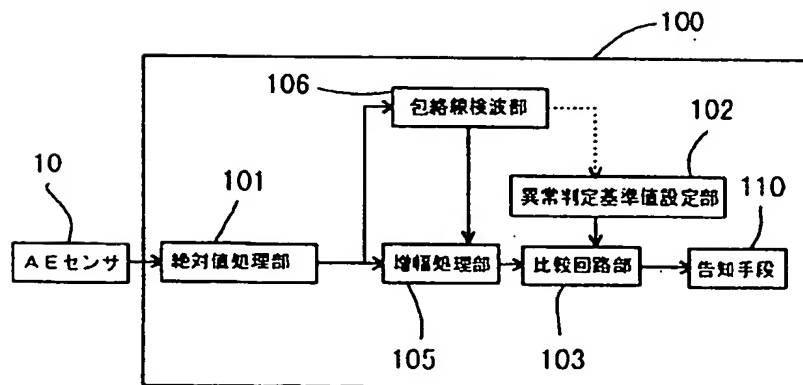 100
106
包絡線検波部
102
10
101
異常判定基準値設定部
110
AEセンサ
絶対値処理部
増幅処理部
比較回路部
告知手段
105
103